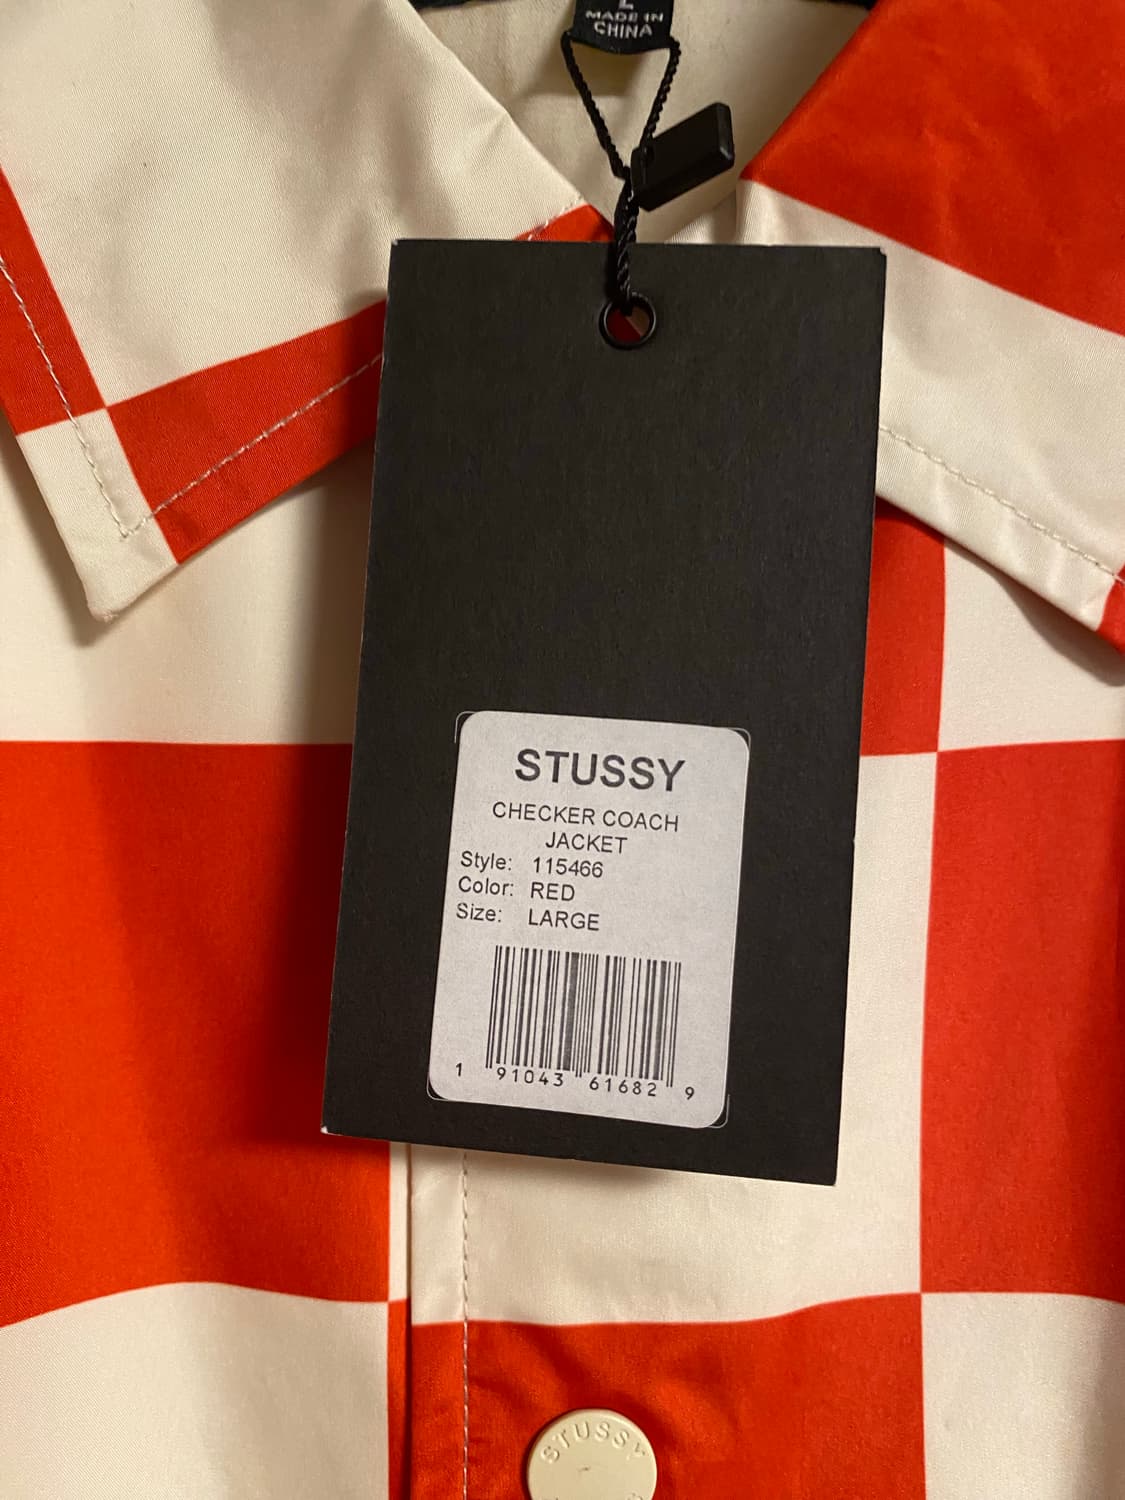 L
MADE IN
CHINA
STUSSY
CHECKER COACH
JACKET
Style: 115466
Color: RED
Size: LARGE
1 91043 61682 9
STUSSY